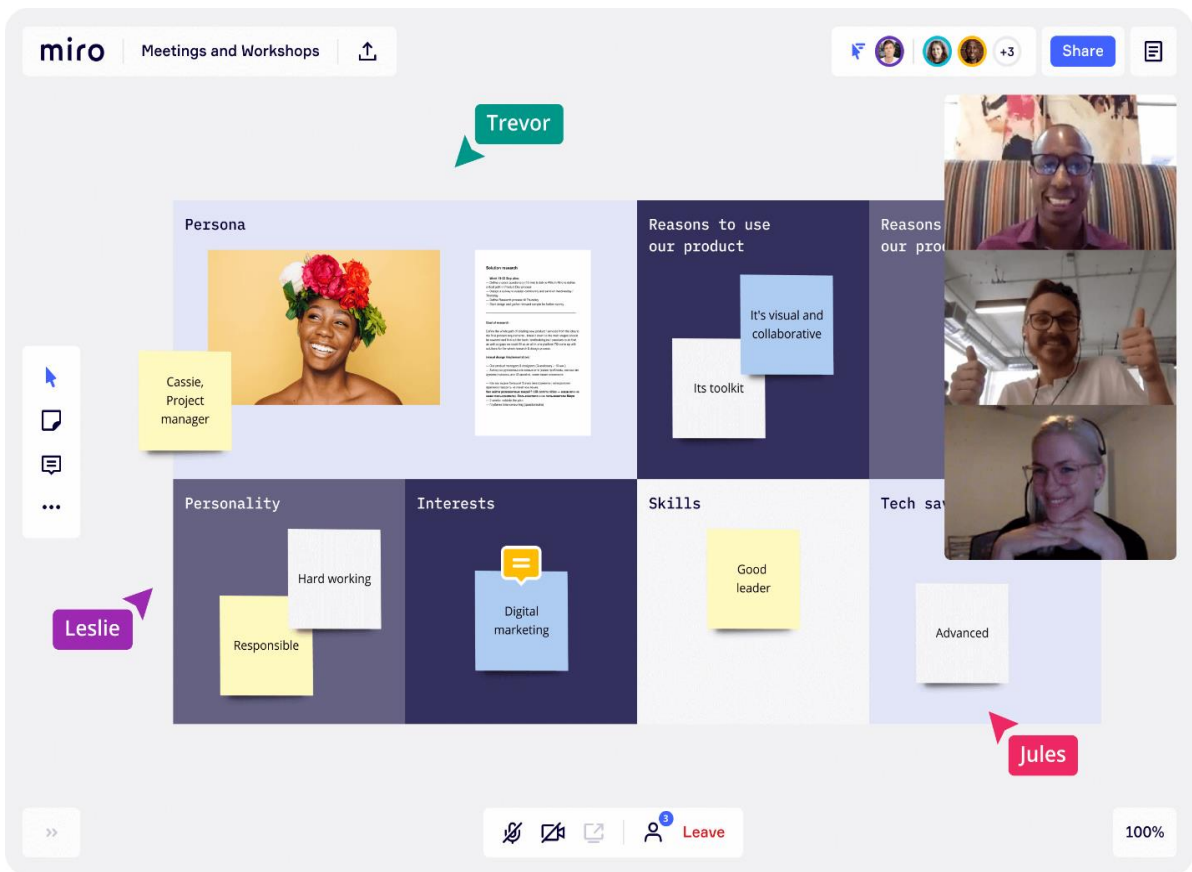 miro
Meetings and Workshops
+3
Share
Trevor
Persona
Reasons to use
our product
Reasons
our pro
Solution research
Cassie,
Project
manager
It's visual and
collaborative
Its toolkit
Personality
Interests
Skills
Tech sa
Hard working
Responsible
Digital
marketing
Good
leader
Advanced
Leslie
Jules
3
Leave
100%